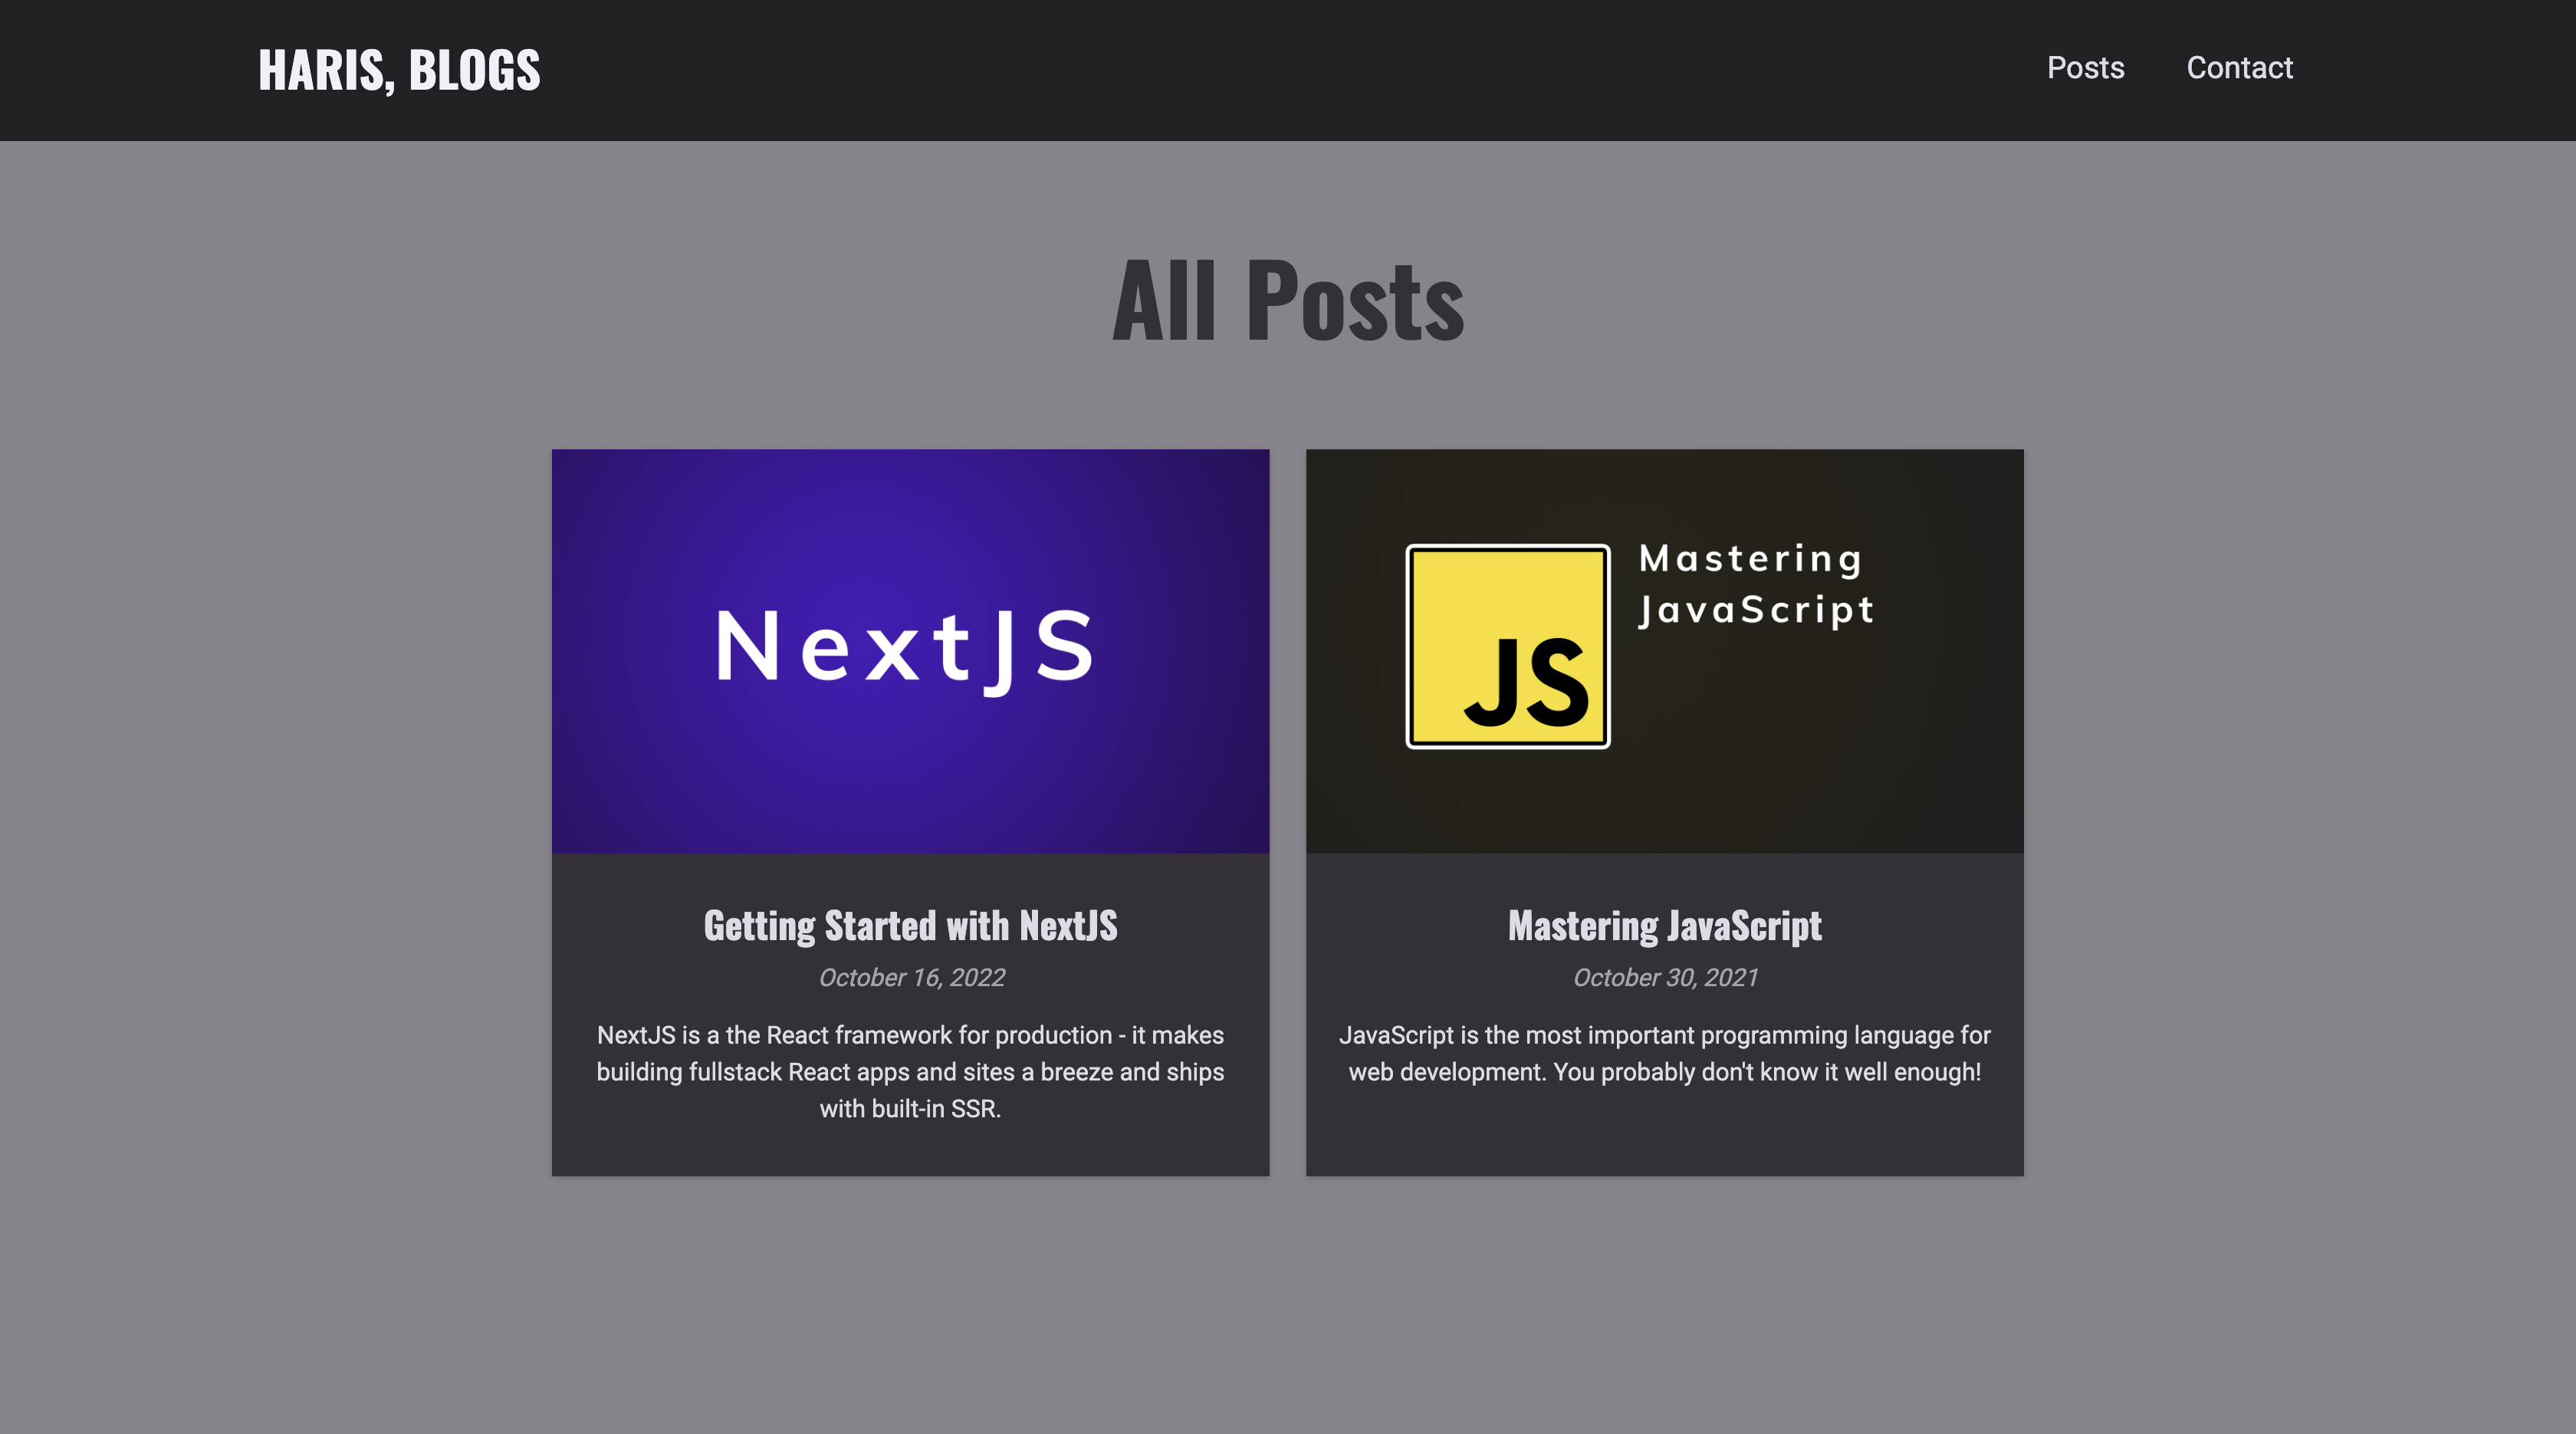 HARIS, BLOGS
Posts
Contact
All Posts
NextJS
Getting Started with NextJS
October 16, 2022
NextJS is a the React framework for production - it makes
building fullstack React apps and sites a breeze and ships
with built-in SSR.
JS
Mastering
JavaScript
Mastering JavaScript
October 30, 2021
JavaScript is the most important programming language for
web development. You probably don't know it well enough!